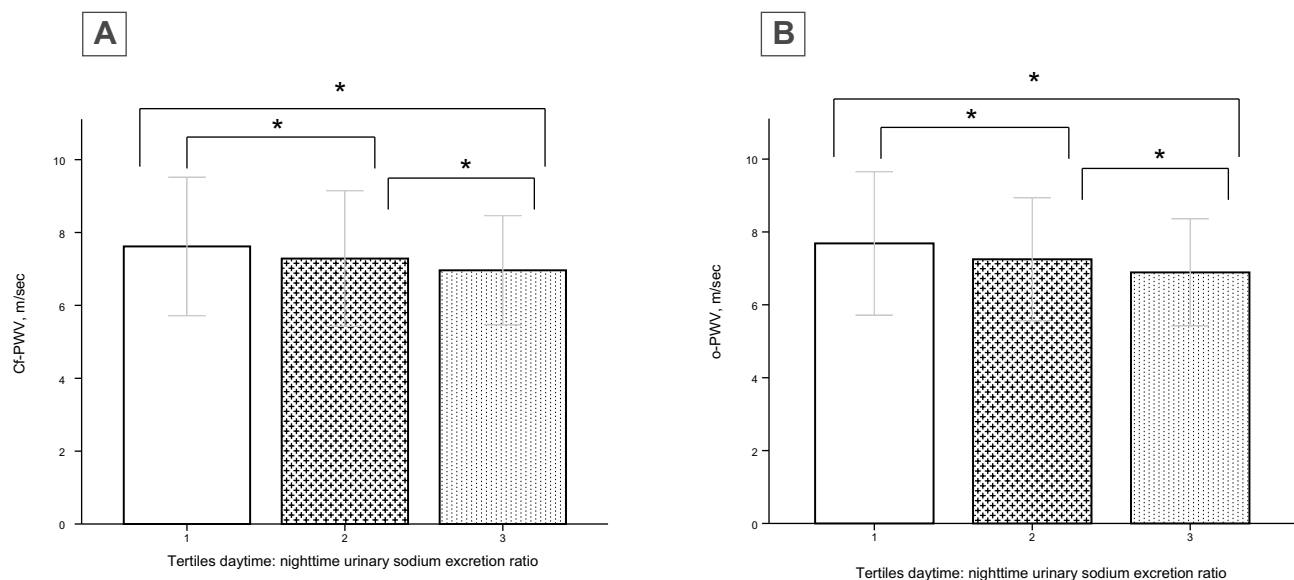 A
*
*
*
10
8
6
4
2
0
Cf-PWV, m/sec
1 2 3
Tertiles daytime: nighttime urinary sodium excretion ratio
B
*
*
*
10
8
6
4
2
0
o-PWV, m/sec
1 2 3
Tertiles daytime: nighttime urinary sodium excretion ratio